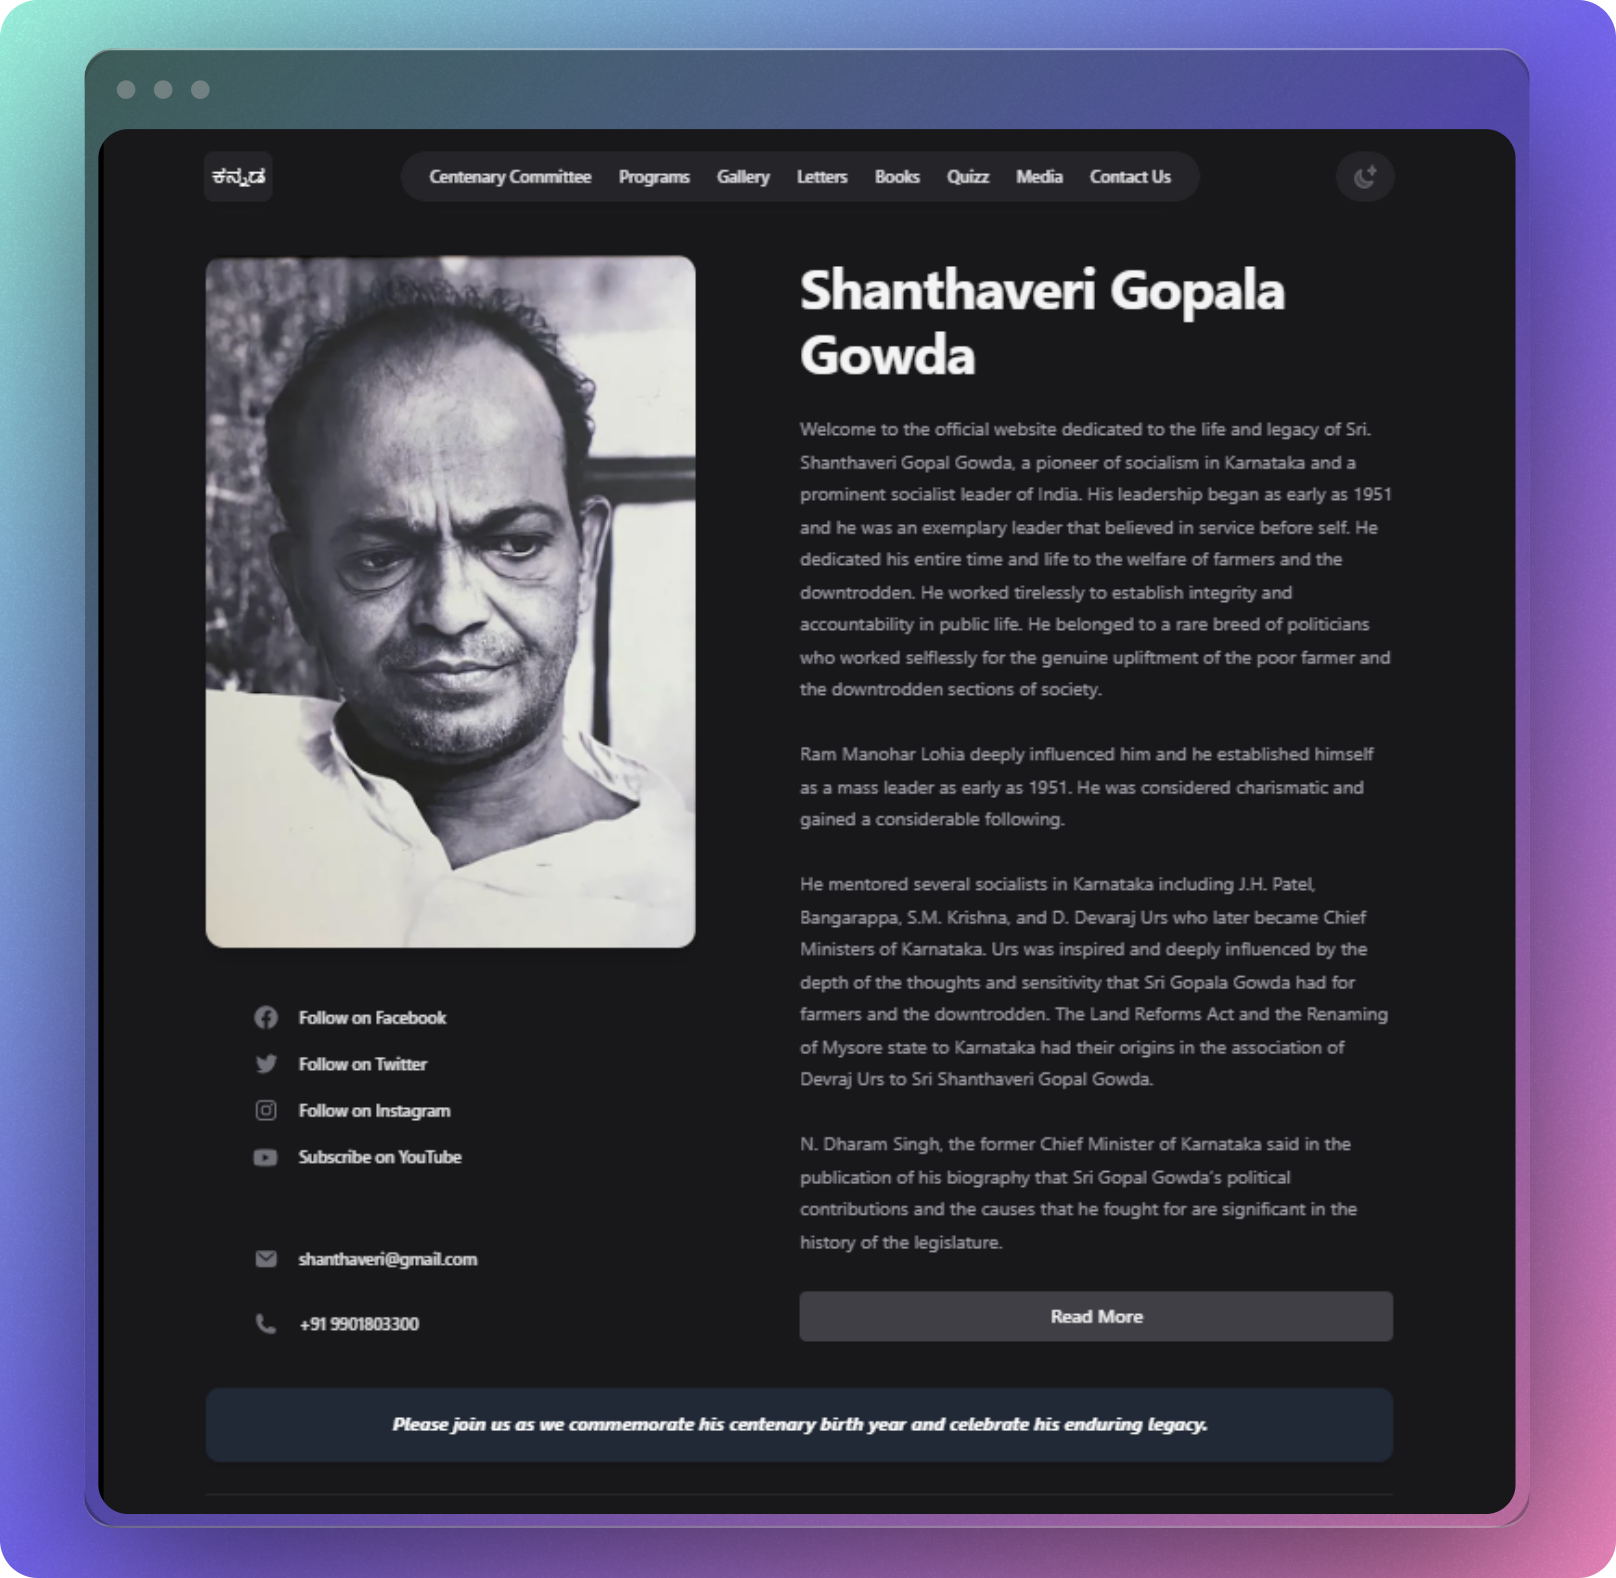 ಕನ್ನಡ
Centenary Committee Programs Gallery Letters Books Quizz Media Contact Us
Shanthaveri Gopala
Gowda
Welcome to the official website dedicated to the life and legacy of Sri.
Shanthaveri Gopal Gowda, a pioneer of socialism in Karnataka and a
prominent socialist leader of India. His leadership began as early as 1951
and he was an exemplary leader that believed in service before self. He
dedicated his entire time and life to the welfare of farmers and the
downtrodden. He worked tirelessly to establish integrity and
accountability in public life. He belonged to a rare breed of politicians
who worked selflessly for the genuine upliftment of the poor farmer and
the downtrodden sections of society.
Ram Manohar Lohia deeply influenced him and he established himself
as a mass leader as early as 1951. He was considered charismatic and
gained a considerable following.
He mentored several socialists in Karnataka including J.H. Patel,
Bangarappa, S.M. Krishna, and D. Devaraj Urs who later became Chief
Ministers of Karnataka. Urs was inspired and deeply influenced by the
depth of the thoughts and sensitivity that Sri Gopala Gowda had for
farmers and the downtrodden. The Land Reforms Act and the Renaming
of Mysore state to Karnataka had their origins in the association of
Devraj Urs to Sri Shanthaveri Gopal Gowda.
N. Dharam Singh, the former Chief Minister of Karnataka said in the
publication of his biography that Sri Gopal Gowda's political
contributions and the causes that he fought for are significant in the
history of the legislature.
Read More
Follow on Facebook
Follow on Twitter
Follow on Instagram
Subscribe on YouTube
shanthaveri@gmail.com
+91 9901803300
Please join us as we commemorate his centenary birth year and celebrate his enduring legacy.